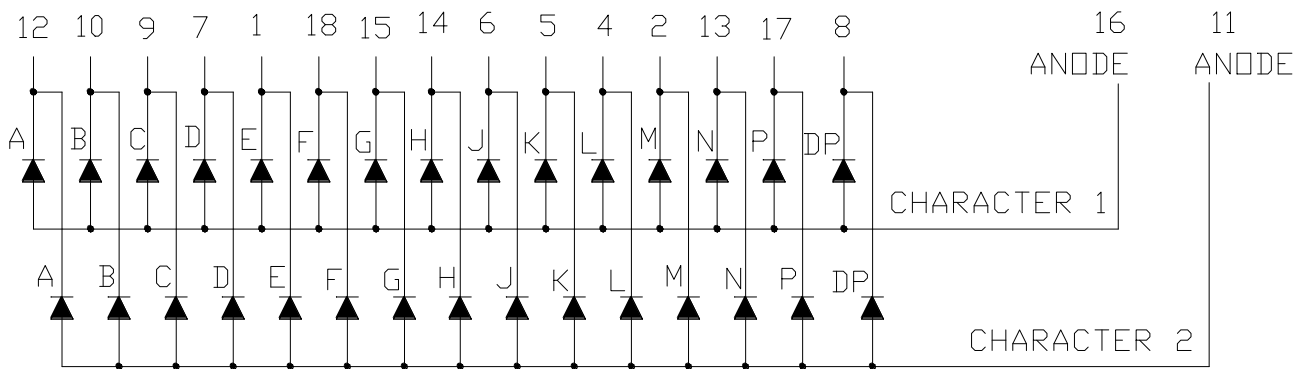 12 10 9 7 1 18 15 14 6 5 4 2 13 17 8 16 11
ANODE ANODE
A B C D E F G H J K L M N P DP
CHARACTER 1
A B C D E F G H J K L M N P DP
CHARACTER 2